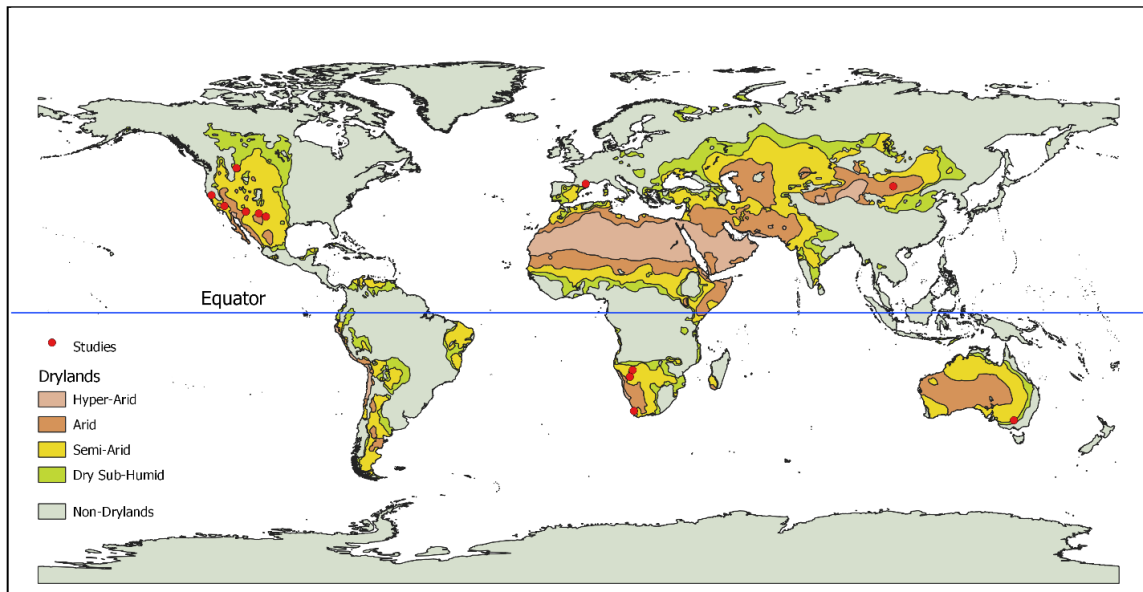 Equator
Studies
Drylands
Hyper-Arid
Arid
Semi-Arid
Dry Sub-Humid
Non-Drylands